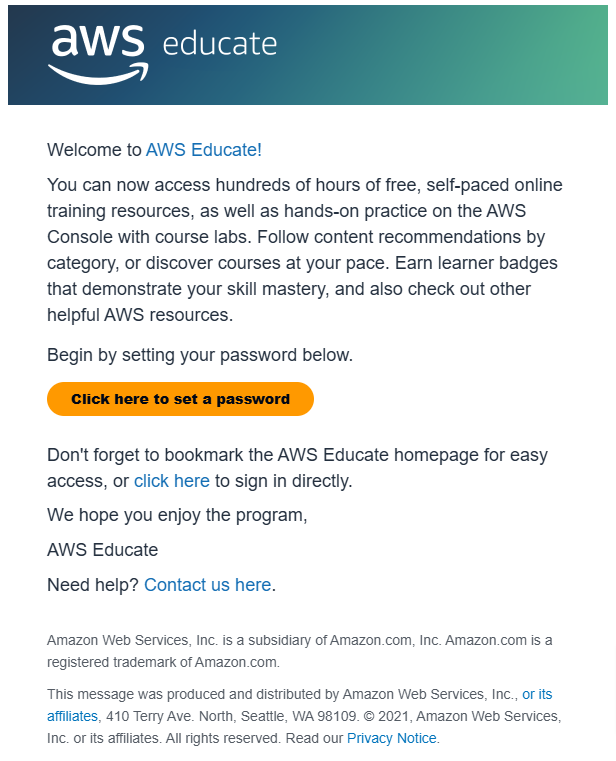 aws educate
Welcome to AWS Educate!
You can now access hundreds of hours of free, self-paced online
training resources, as well as hands-on practice on the AWS
Console with course labs. Follow content recommendations by
category, or discover courses at your pace. Earn learner badges
that demonstrate your skill mastery, and also check out other
helpful AWS resources.
Begin by setting your password below.
Click here to set a password
Don't forget to bookmark the AWS Educate homepage for easy
access, or click here to sign in directly.
We hope you enjoy the program,
AWS Educate
Need help? Contact us here.
Amazon Web Services, Inc. is a subsidiary of Amazon.com, Inc. Amazon.com is a
registered trademark of Amazon.com.
This message was produced and distributed by Amazon Web Services, Inc., or its
affiliates, 410 Terry Ave. North, Seattle, WA 98109. © 2021, Amazon Web Services,
Inc. or its affiliates. All rights reserved. Read our Privacy Notice.